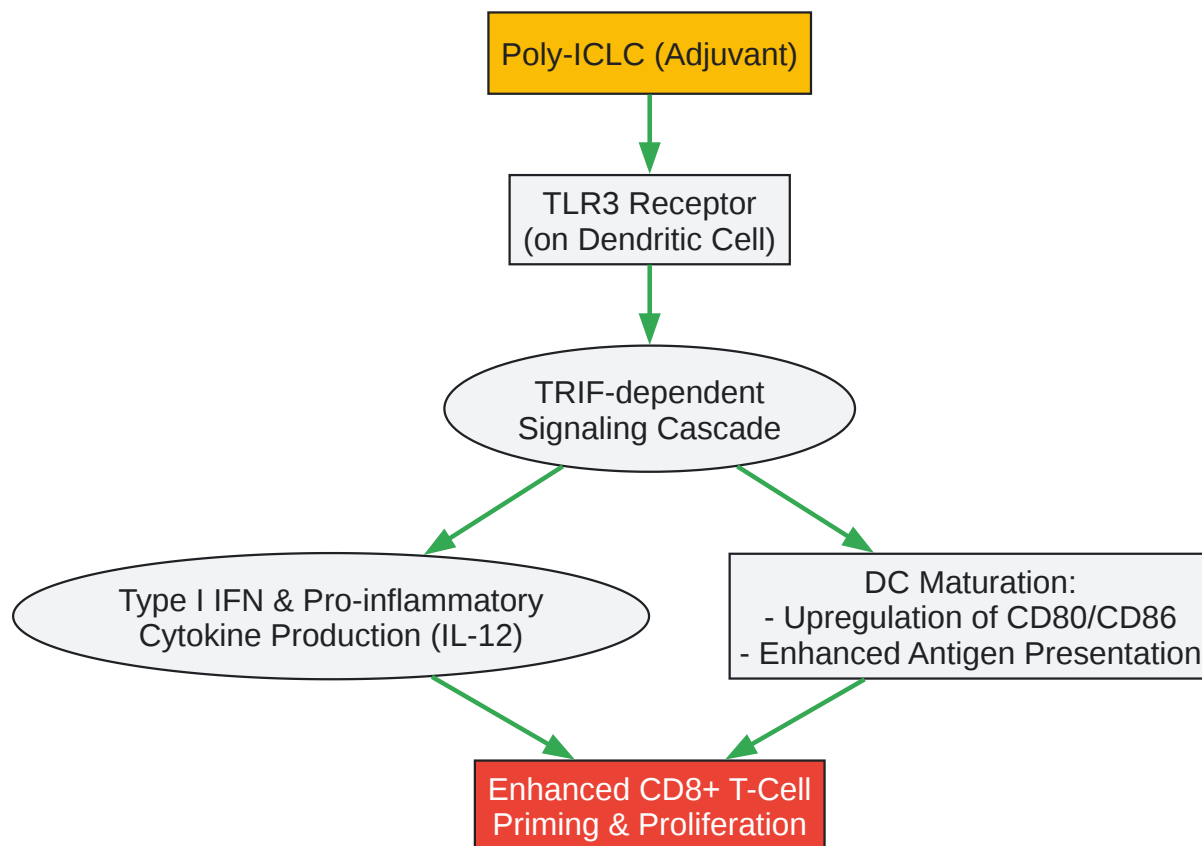 Poly-ICLC (Adjuvant)
TLR3 Receptor
(on Dendritic Cell)
TRIF-dependent
Signaling Cascade
Type I IFN & Pro-inflammatory
Cytokine Production (IL-12)
DC Maturation:
- Upregulation of CD80/CD86
- Enhanced Antigen Presentation
Enhanced CD8+ T-Cell
Priming & Proliferation